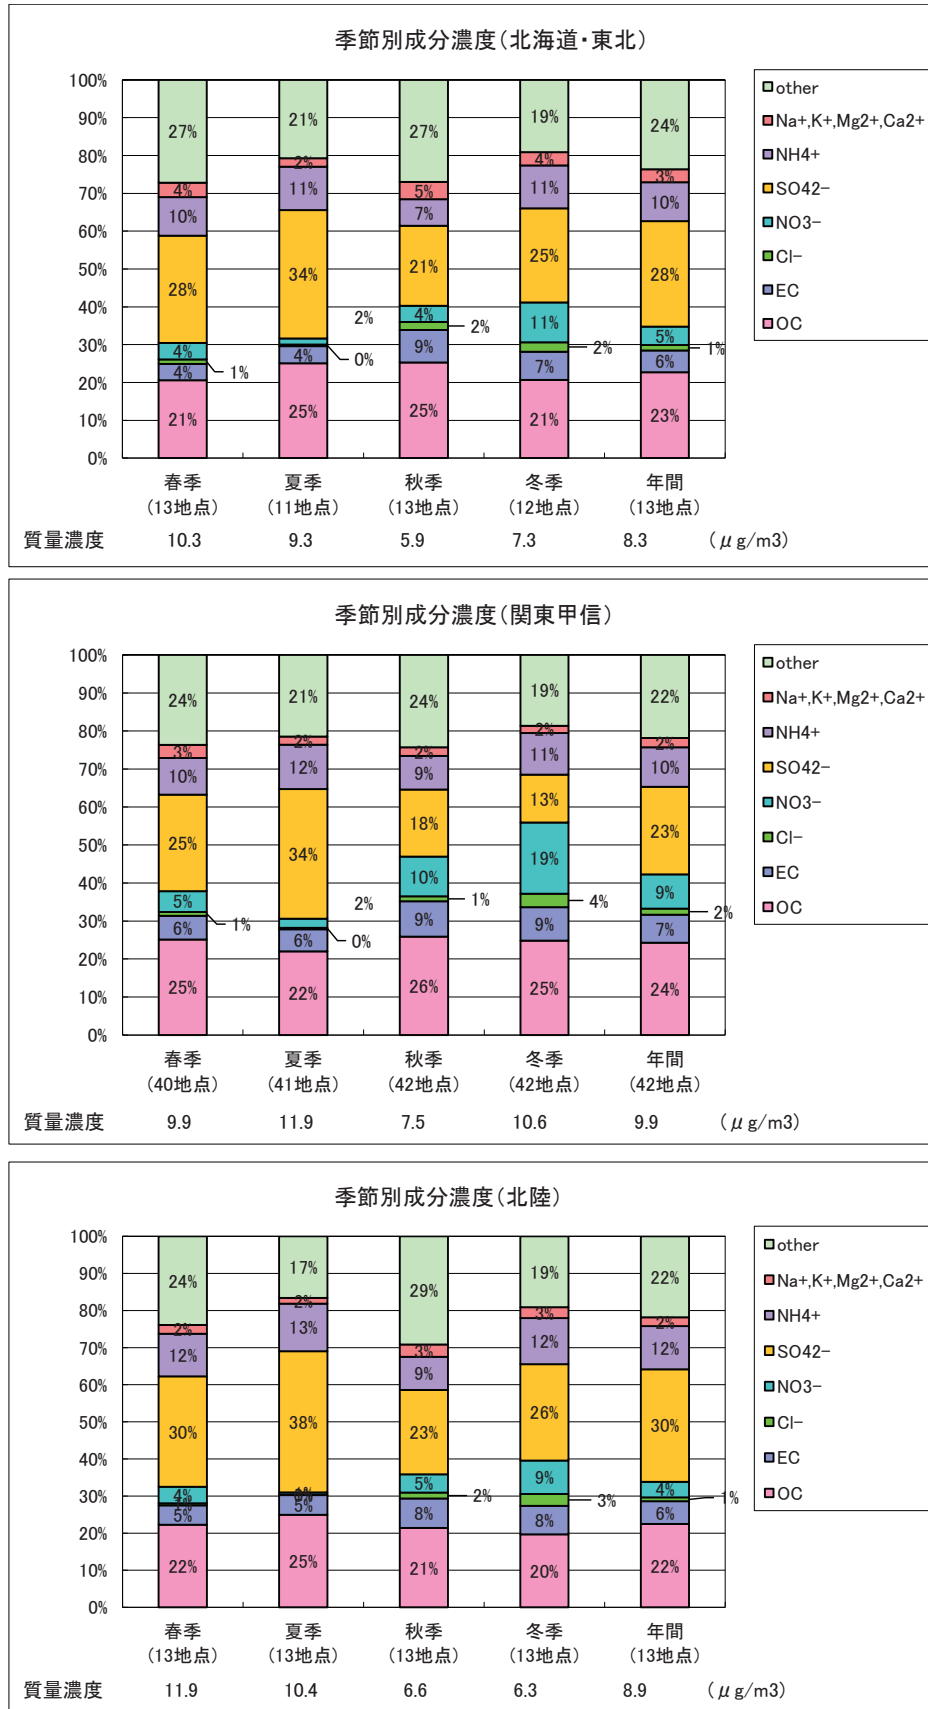 季節別成分濃度(北海道・東北)
100%
90%
80%
70%
60%
50%
40%
30%
20%
10%
0%
27% 21% 27% 19% 24%
4% 2% 5% 4% 3%
10% 11% 7% 11% 10%
28% 34% 21% 25% 28%
4% 2% 4% 11% 5%
1% 0% 2% 2% 1%
4% 4% 9% 7% 6%
21% 25% 25% 21% 23%
other
Na+,K+,Mg2+,Ca2+
NH4+
SO42-
NO3-
Cl-
EC
OC
春季 夏季 秋季 冬季 年間
(13地点) (11地点) (13地点) (12地点) (13地点)
質量濃度 10.3 9.3 5.9 7.3 8.3 (μg/m3)
季節別成分濃度(関東甲信)
100%
90%
80%
70%
60%
50%
40%
30%
20%
10%
0%
24% 21% 24% 19% 22%
3% 2% 2% 2% 2%
10% 12% 9% 11% 10%
25% 34% 18% 13% 23%
5% 2% 10% 19% 9%
1% 0% 1% 4% 2%
6% 6% 9% 9% 7%
25% 22% 26% 25% 24%
other
Na+,K+,Mg2+,Ca2+
NH4+
SO42-
NO3-
Cl-
EC
OC
春季 夏季 秋季 冬季 年間
(40地点) (41地点) (42地点) (42地点) (42地点)
質量濃度 9.9 11.9 7.5 10.6 9.9 (μg/m3)
季節別成分濃度(北陸)
100%
90%
80%
70%
60%
50%
40%
30%
20%
10%
0%
24% 17% 29% 19% 22%
2% 2% 3% 3% 2%
12% 13% 9% 12% 12%
30% 38% 23% 26% 30%
4% 5% 9% 4%
1% 2% 3% 1%
5% 5% 8% 8% 6%
22% 25% 21% 20% 22%
other
Na+,K+,Mg2+,Ca2+
NH4+
SO42-
NO3-
Cl-
EC
OC
春季 夏季 秋季 冬季 年間
(13地点) (13地点) (13地点) (13地点) (13地点)
質量濃度 11.9 10.4 6.6 6.3 8.9 (μg/m3)